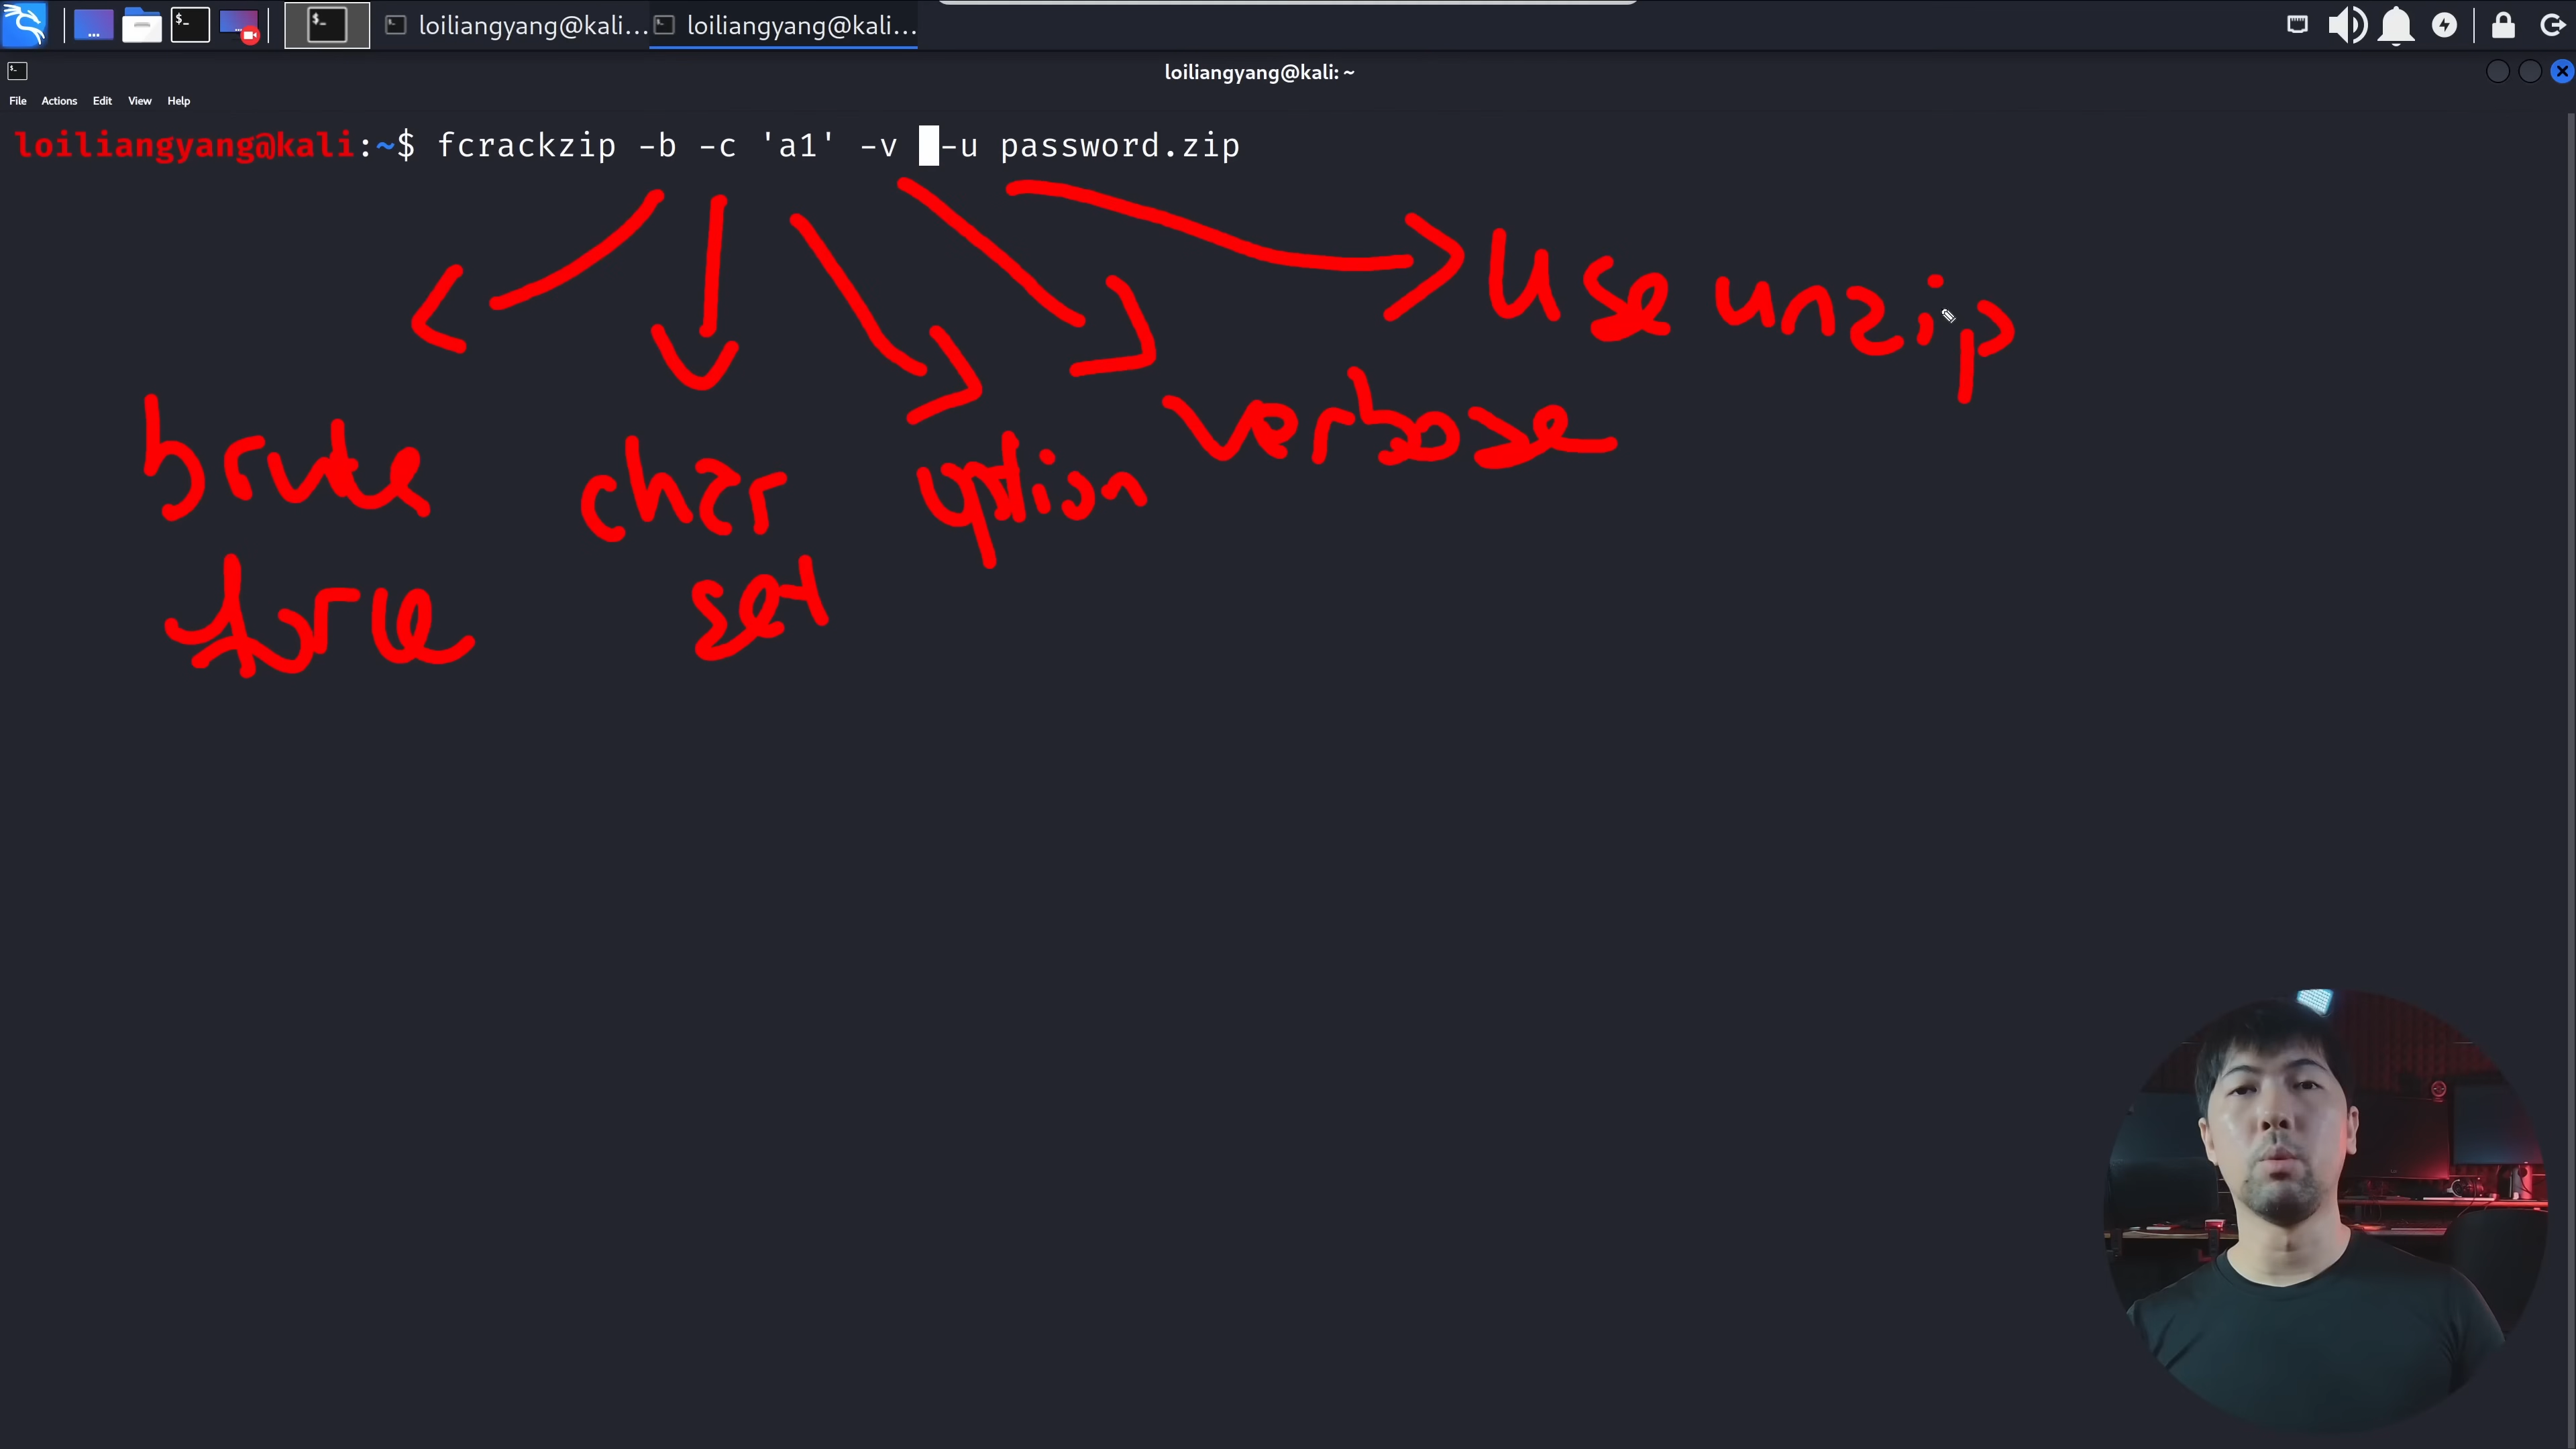 loiliangyang@kali... loiliangyang@kali...
loiliangyang@kali: ~
File Actions Edit View Help
loiliangyang@kali:~$ fcrackzip -b -c 'a1' -v -u password.zip
use unzip
verbose
brute char option
force set